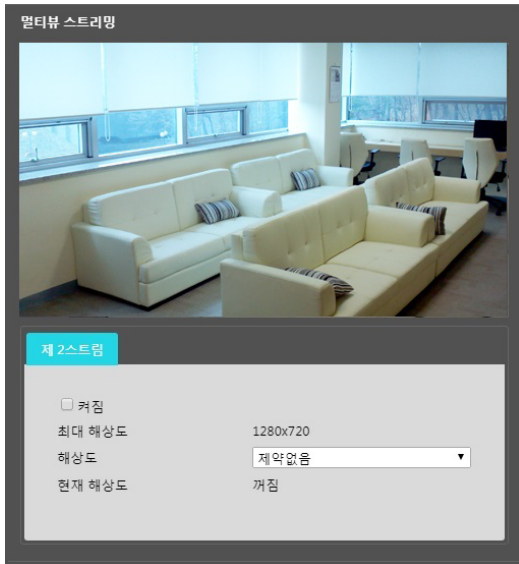 멀티뷰 스트리밍
제 2스트림
켜짐
최대 해상도 1280x720
해상도 제약없음
현재 해상도 꺼짐